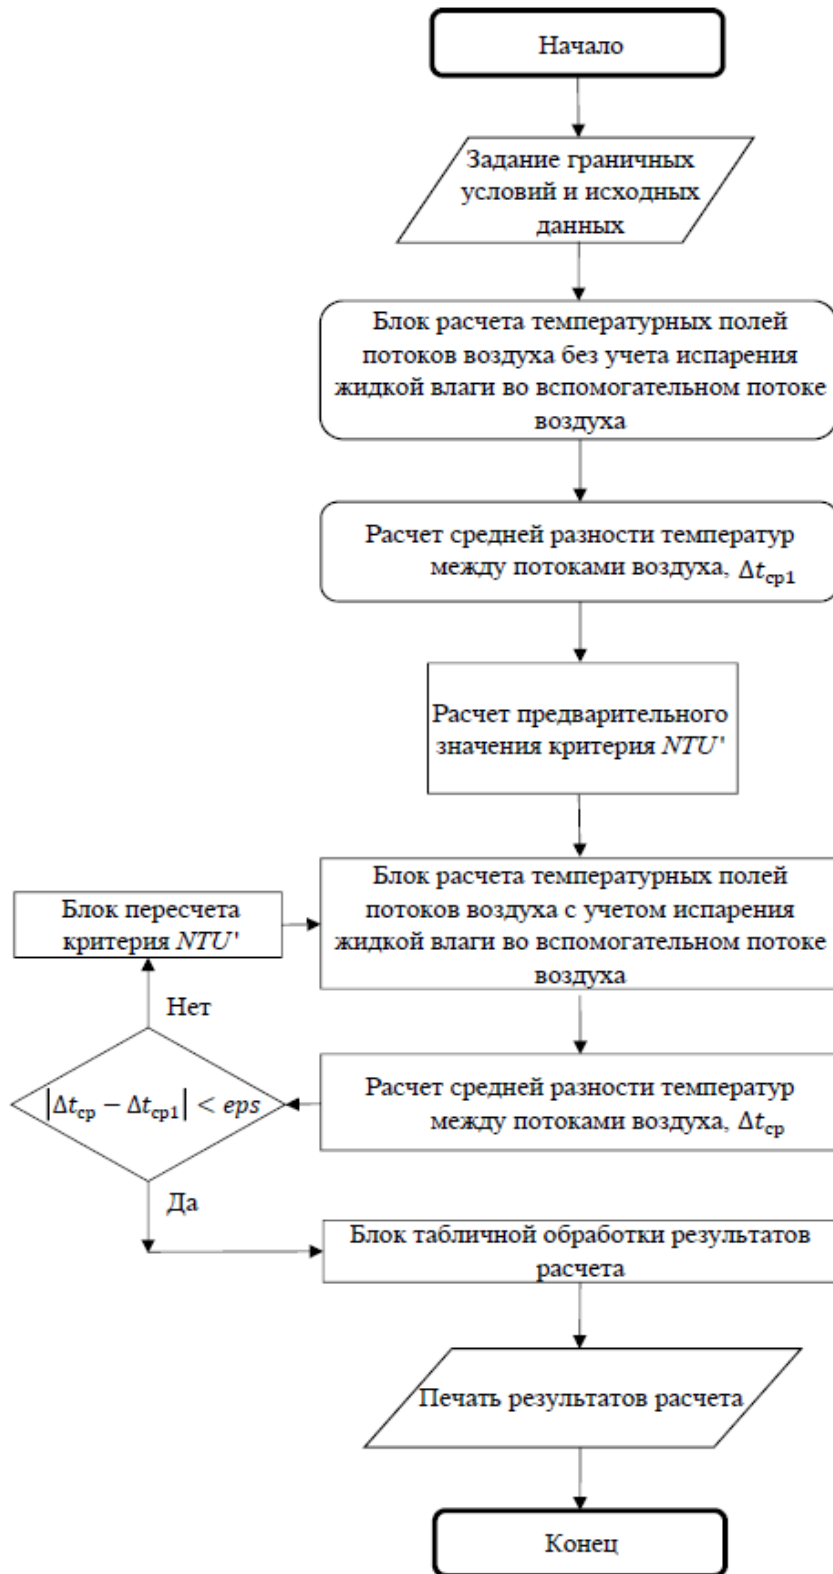 Начало
Задание граничных
условий и исходных
данных
Блок расчета температурных полей
потоков воздуха без учета испарения
жидкой влаги во вспомогательном потоке
воздуха
Расчет средней разности температур
между потоками воздуха, Δtср1
Расчет предварительного
значения критерия NTU'
Блок расчета температурных полей
потоков воздуха с учетом испарения
жидкой влаги во вспомогательном потоке
воздуха
Блок пересчета
критерия NTU'
Нет
|Δtср − Δtср1| < eps
Расчет средней разности температур
между потоками воздуха, Δtср
Да
Блок табличной обработки результатов
расчета
Печать результатов расчета
Конец